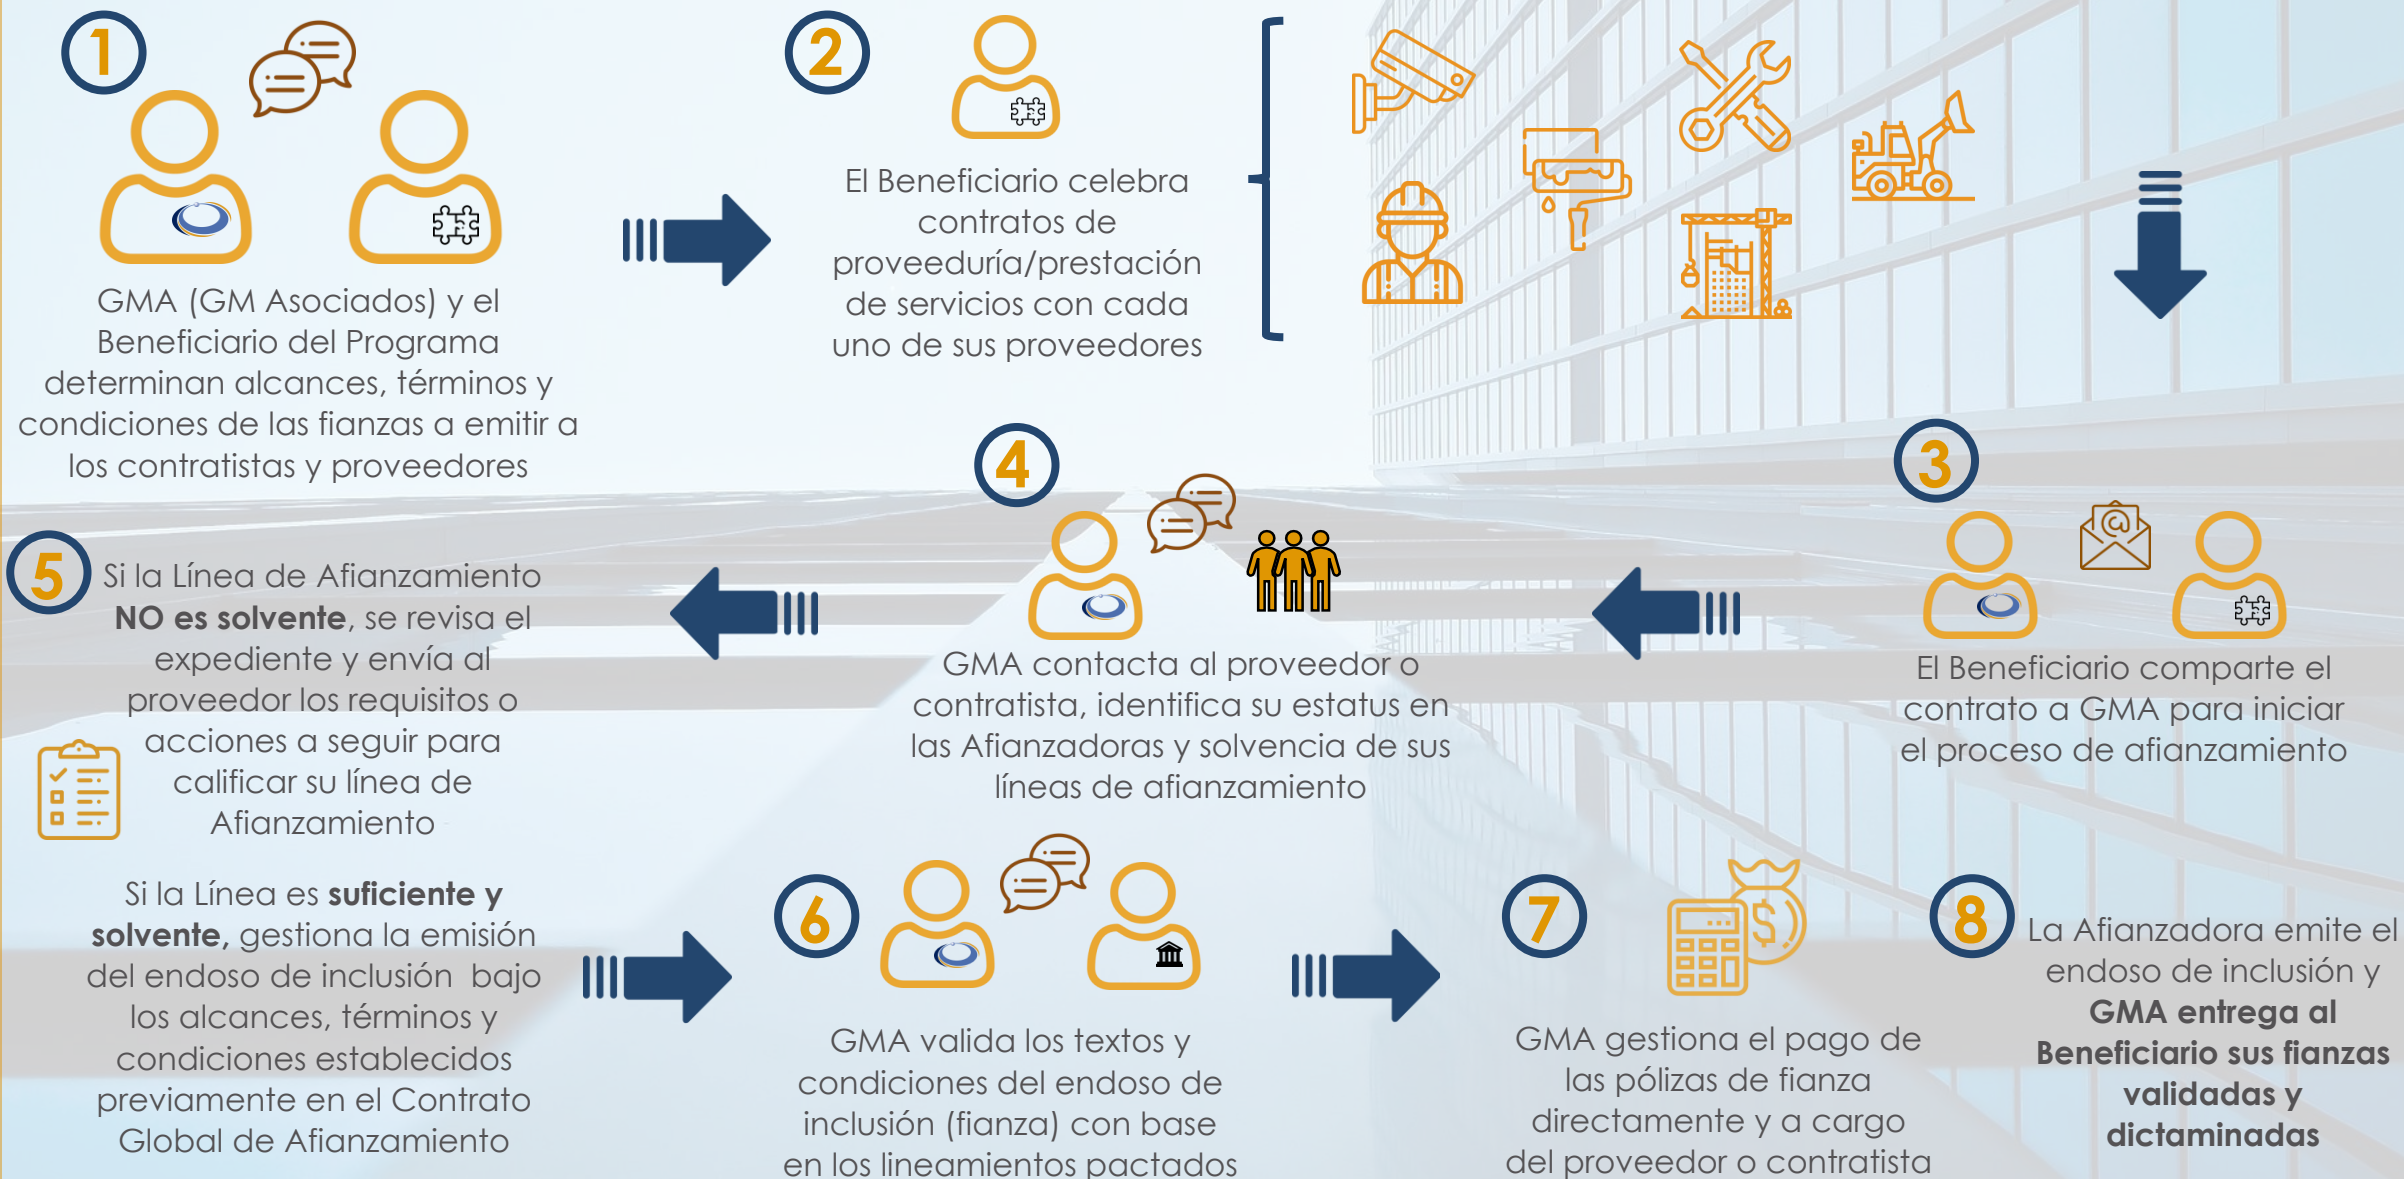 1
GMA (GM Asociados) y el
Beneficiario del Programa
determinan alcances, términos y
condiciones de las fianzas a emitir a
los contratistas y proveedores
2
El Beneficiario celebra
contratos de
proveeduría/prestación
de servicios con cada
uno de sus proveedores
3
El Beneficiario comparte el
contrato a GMA para iniciar
el proceso de afianzamiento
4
GMA contacta al proveedor o
contratista, identifica su estatus en
las Afianzadoras y solvencia de sus
líneas de afianzamiento
5
Si la Línea de Afianzamiento
NO es solvente, se revisa el
expediente y envía al
proveedor los requisitos o
acciones a seguir para
calificar su línea de
Afianzamiento
Si la Línea es suficiente y
solvente, gestiona la emisión
del endoso de inclusión bajo
los alcances, términos y
condiciones establecidos
previamente en el Contrato
Global de Afianzamiento
6
GMA valida los textos y
condiciones del endoso de
inclusión (fianza) con base
en los lineamientos pactados
7
$
GMA gestiona el pago de
las pólizas de fianza
directamente y a cargo
del proveedor o contratista
8
La Afianzadora emite el
endoso de inclusión y
GMA entrega al
Beneficiario sus fianzas
validadas y
dictaminadas